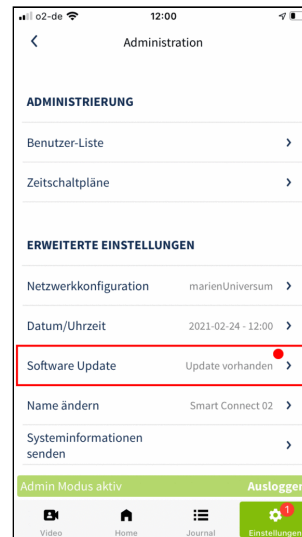 o2-de 12:00
Administration
ADMINISTRIERUNG
Benutzer-Liste
Zeitschaltpläne
ERWEITERTE EINSTELLUNGEN
Netzwerkkonfiguration marienUniversum
Datum/Uhrzeit 2021-02-24 - 12:00
Software Update Update vorhanden
Name ändern Smart Connect 02
Systeminformationen
senden
Admin Modus aktiv Ausloggen
1
Video Home Journal Einstellungen